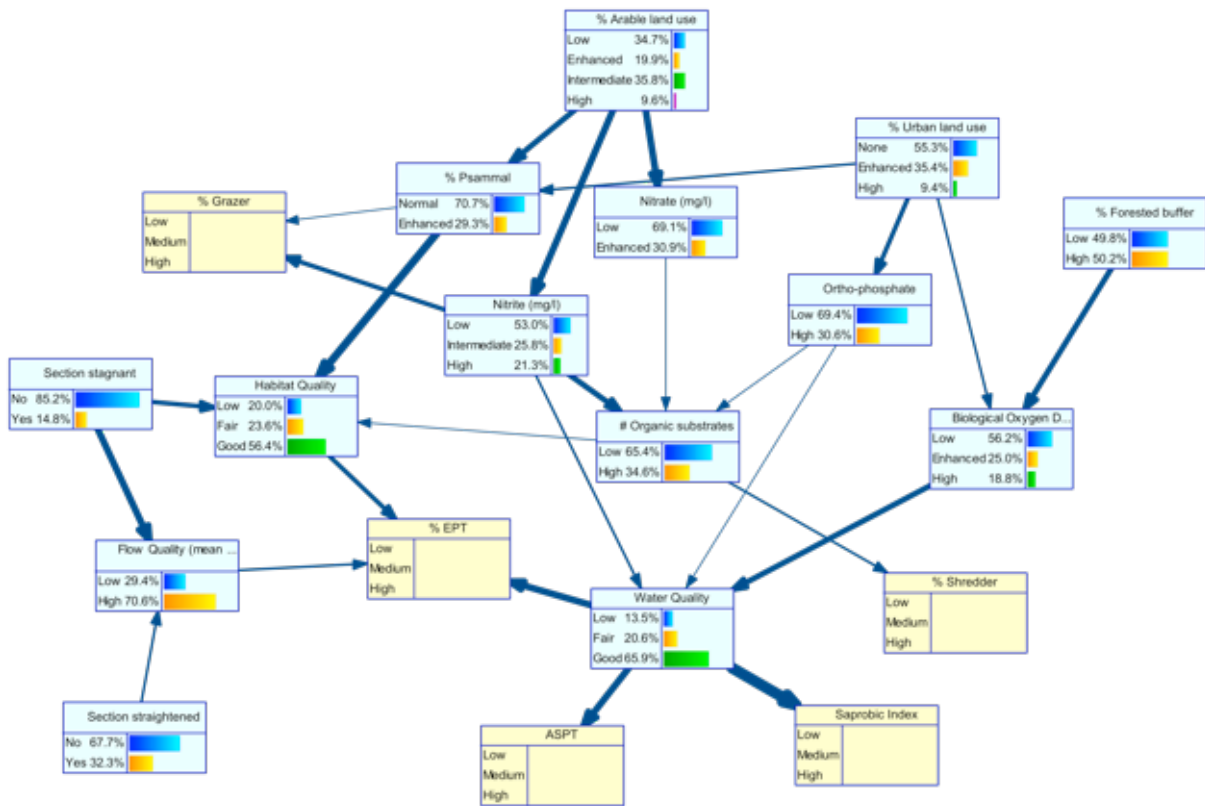 % Arable land use
Low 34.7%
Enhanced 19.9%
Intermediate 35.8%
High 9.6%
% Urban land use
None 55.3%
Enhanced 35.4%
High 9.4%
% Psammal
Normal 70.7%
Enhanced 29.3%
% Grazer
Low
Medium
High
Nitrate (mg/l)
Low 69.1%
Enhanced 30.9%
% Forested buffer
Low 49.8%
High 50.2%
Ortho-phosphate
Low 69.4%
High 30.6%
Nitrite (mg/l)
Low 53.0%
Intermediate 25.8%
High 21.3%
Section stagnant
No 85.2%
Yes 14.8%
Habitat Quality
Low 20.0%
Fair 23.6%
Good 56.4%
# Organic substrates
Low 65.4%
High 34.6%
Biological Oxygen D...
Low 56.2%
Enhanced 25.0%
High 18.8%
% EPT
Low
Medium
High
Flow Quality (mean ...
Low 29.4%
High 70.6%
% Shredder
Low
Medium
High
Water Quality
Low 13.5%
Fair 20.6%
Good 65.9%
Section straightened
No 67.7%
Yes 32.3%
Saprobic Index
Low
Medium
High
ASPT
Low
Medium
High